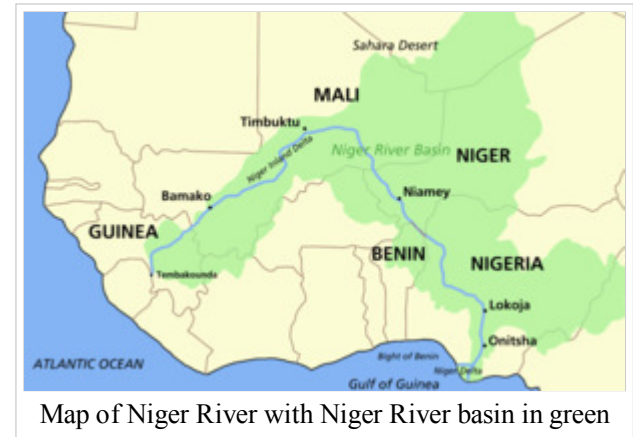 Sahara Desert
MALI
Timbuktu
Niger Inland Delta
Niger River Basin
NIGER
Bamako
Niamey
GUINEA
BENIN
NIGERIA
Tembakounda
Lokoja
Onitsha
ATLANTIC OCEAN
Bight of Benin
Niger Delta
Gulf of Guinea
Map of Niger River with Niger River basin in green